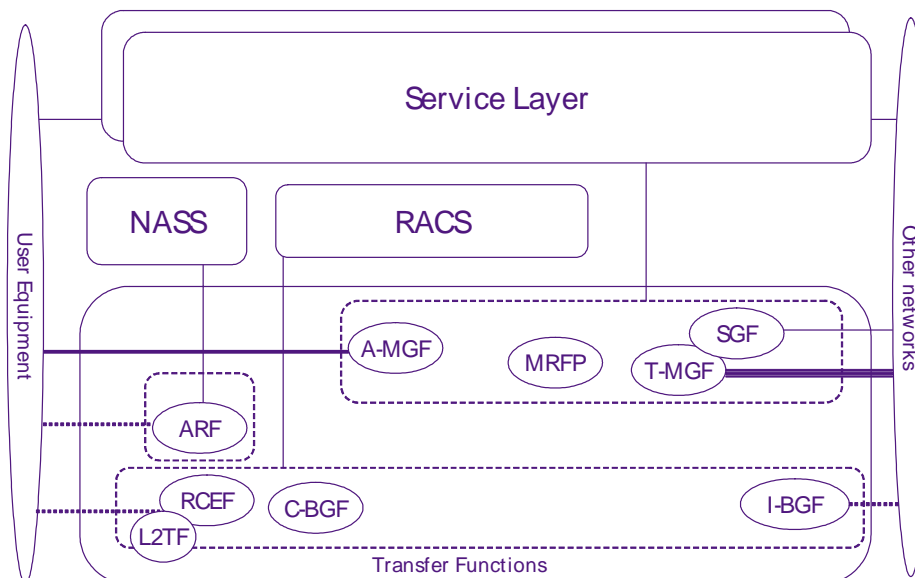 Service Layer
NASS
RACS
User Equipment
Other networks
SGF
A-MGF
MRFP
T-MGF
ARF
RCEF
C-BGF
I-BGF
L2TF
Transfer Functions